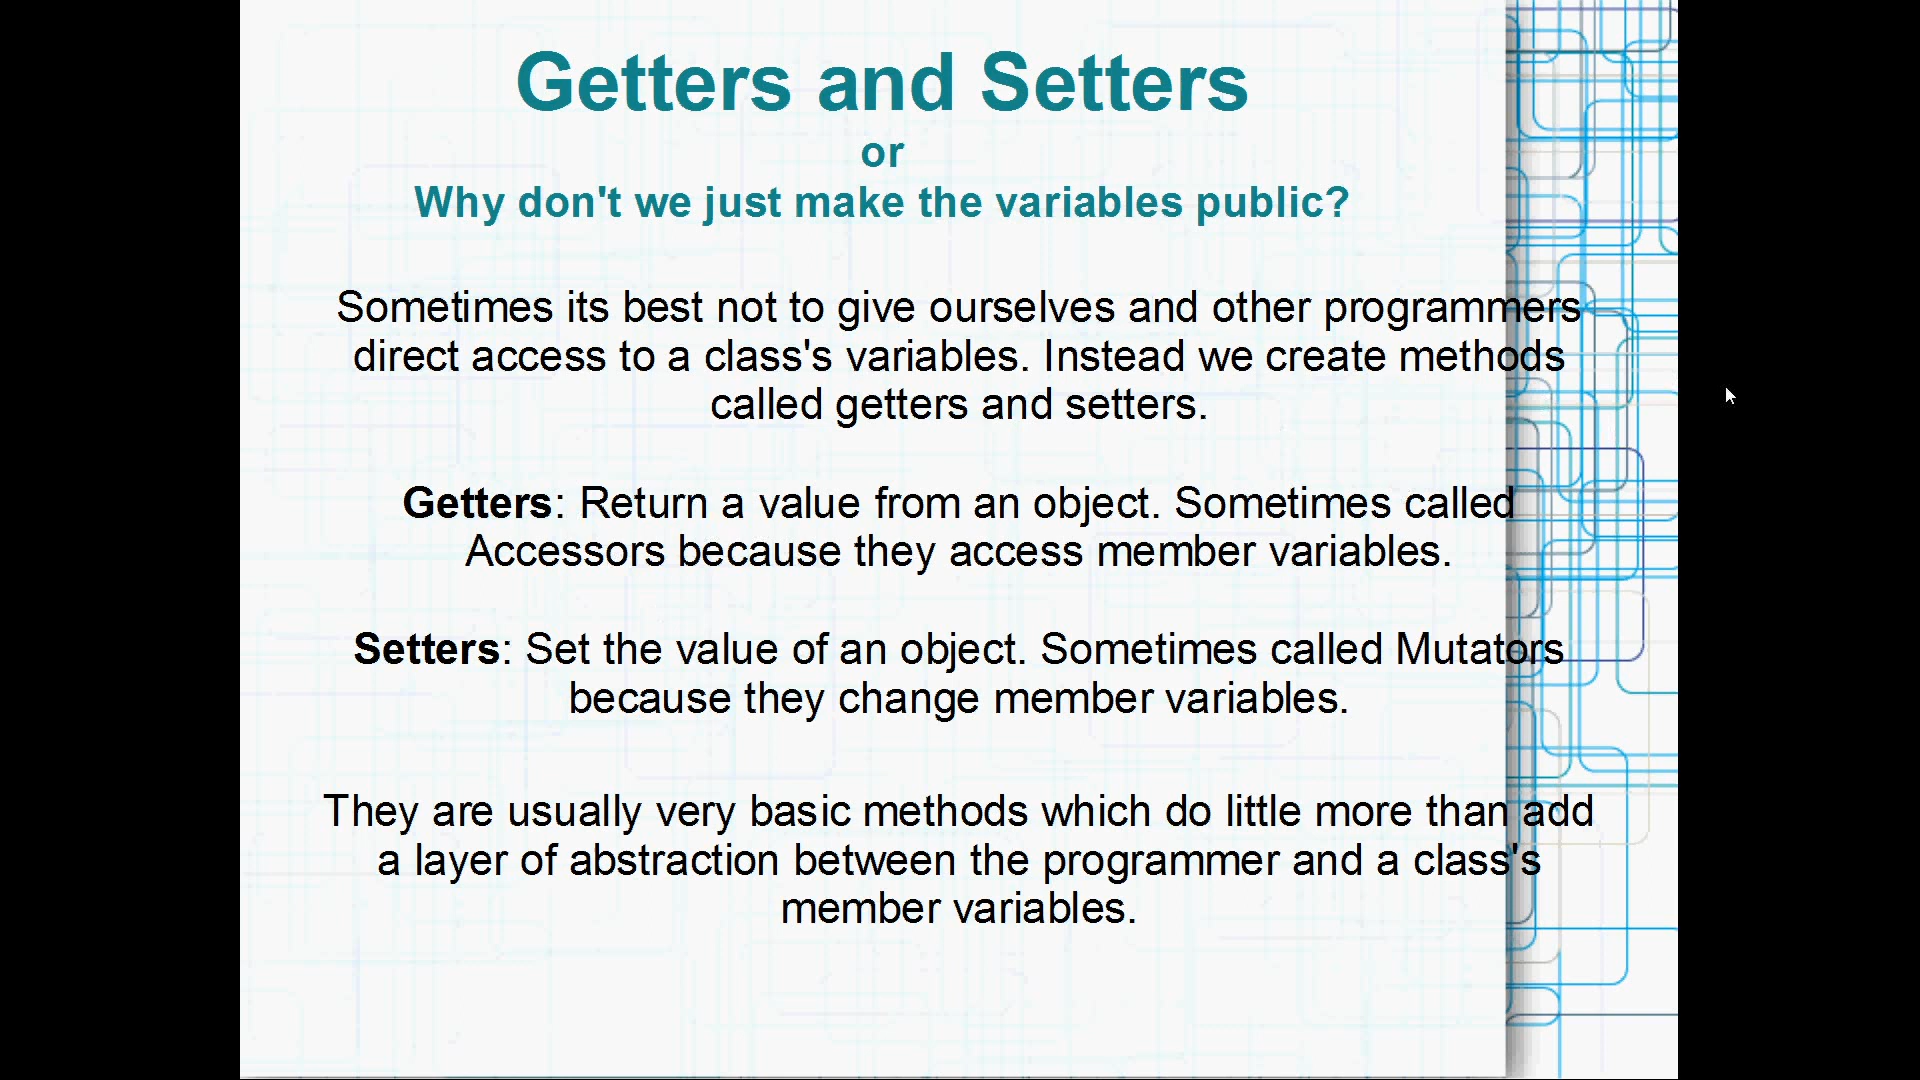 Getters and Setters
or
Why don't we just make the variables public?
Sometimes its best not to give ourselves and other programmers
direct access to a class's variables. Instead we create methods
called getters and setters.
Getters: Return a value from an object. Sometimes called
Accessors because they access member variables.
Setters: Set the value of an object. Sometimes called Mutators
because they change member variables.
They are usually very basic methods which do little more than add
a layer of abstraction between the programmer and a class's
member variables.